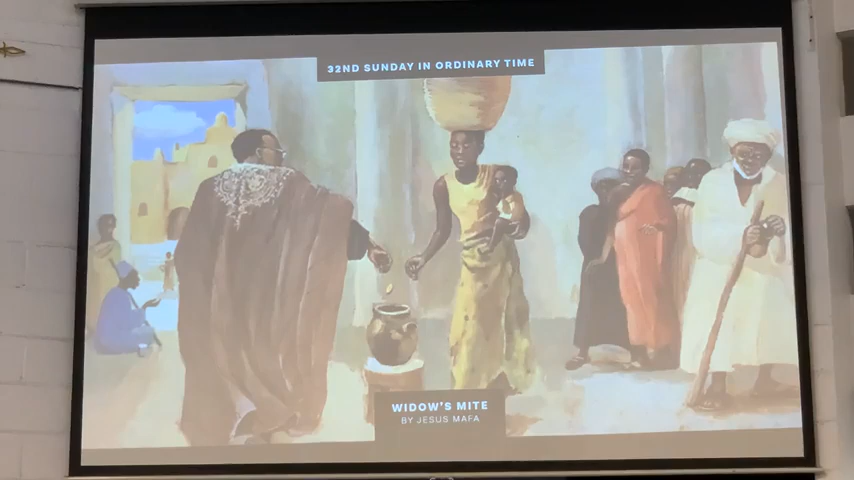 32ND SUNDAY IN ORDINARY TIME
WIDOW'S MITE
BY JESUS MAFA